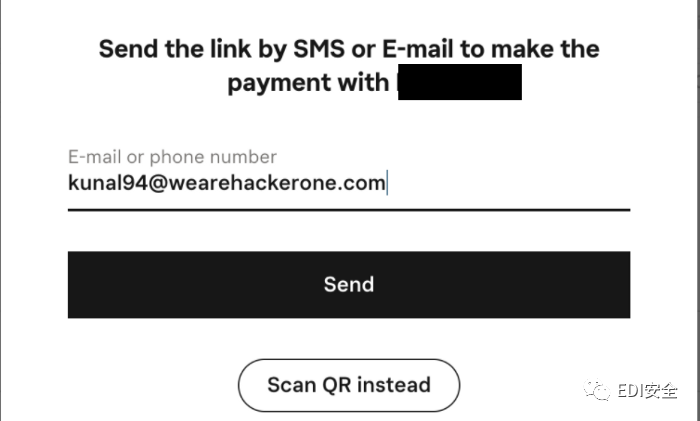 Send the link by SMS or E-mail to make the
payment with
E-mail or phone number
kunal94@wearehackerone.com
Send
Scan QR instead
EDI安全